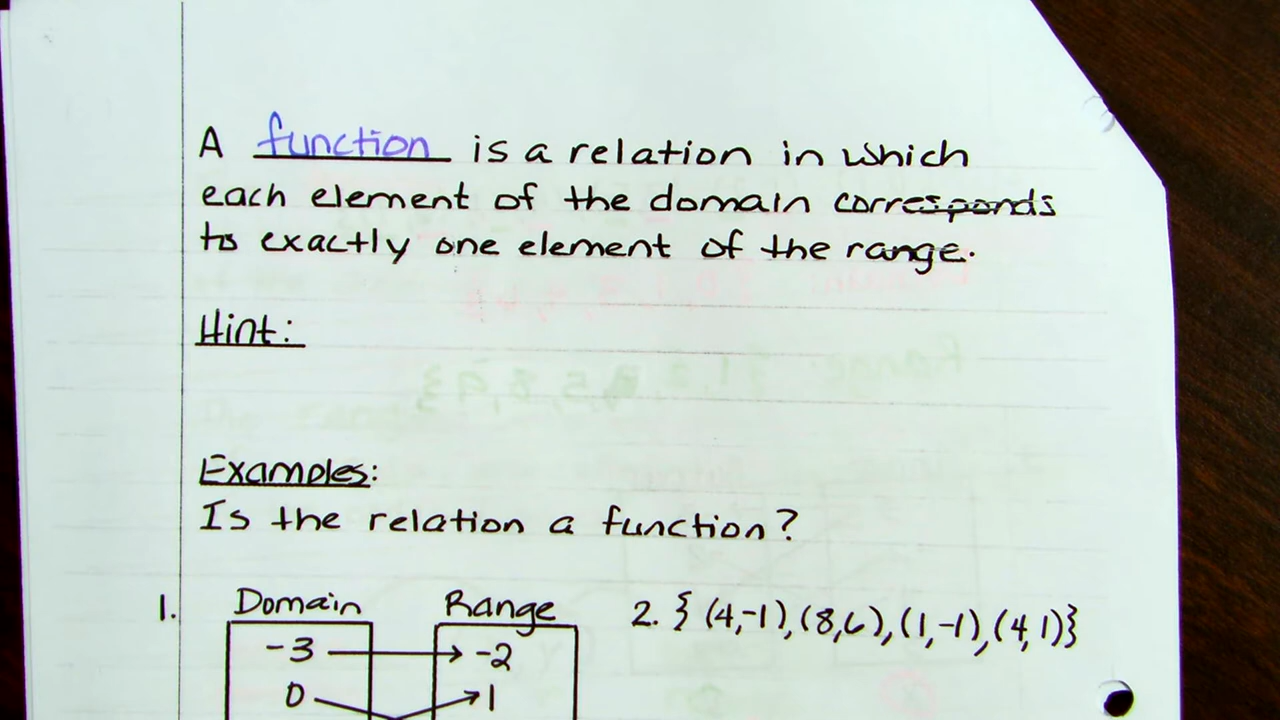 A function is a relation in which
each element of the domain corresponds
to exactly one element of the range.
Hint:
Examples:
Is the relation a function?
1. Domain Range
-3 → -2
0 1
2. { (4,-1), (8,6), (1,-1), (4,1)}